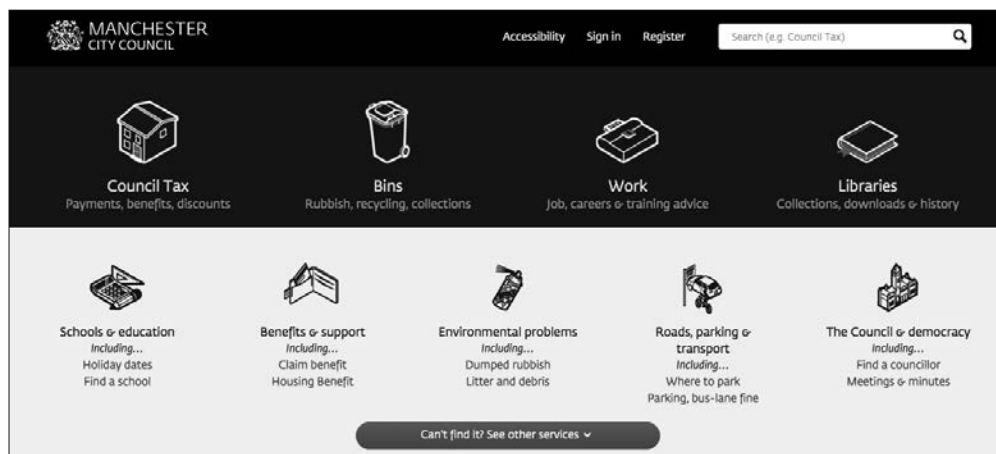 MANCHESTER
CITY COUNCIL
Accessibility Sign in Register Search (e.g. Council Tax)
Council Tax
Payments, benefits, discounts
Bins
Rubbish, recycling, collections
Work
Job, careers & training advice
Libraries
Collections, downloads & history
Schools & education
Including...
Holiday dates
Find a school
Benefits & support
Including...
Claim benefit
Housing Benefit
Environmental problems
Including...
Dumped rubbish
Litter and debris
Roads, parking &
transport
Including...
Where to park
Parking, bus-lane fine
The Council & democracy
Including...
Find a councillor
Meetings & minutes
Can't find it? See other services